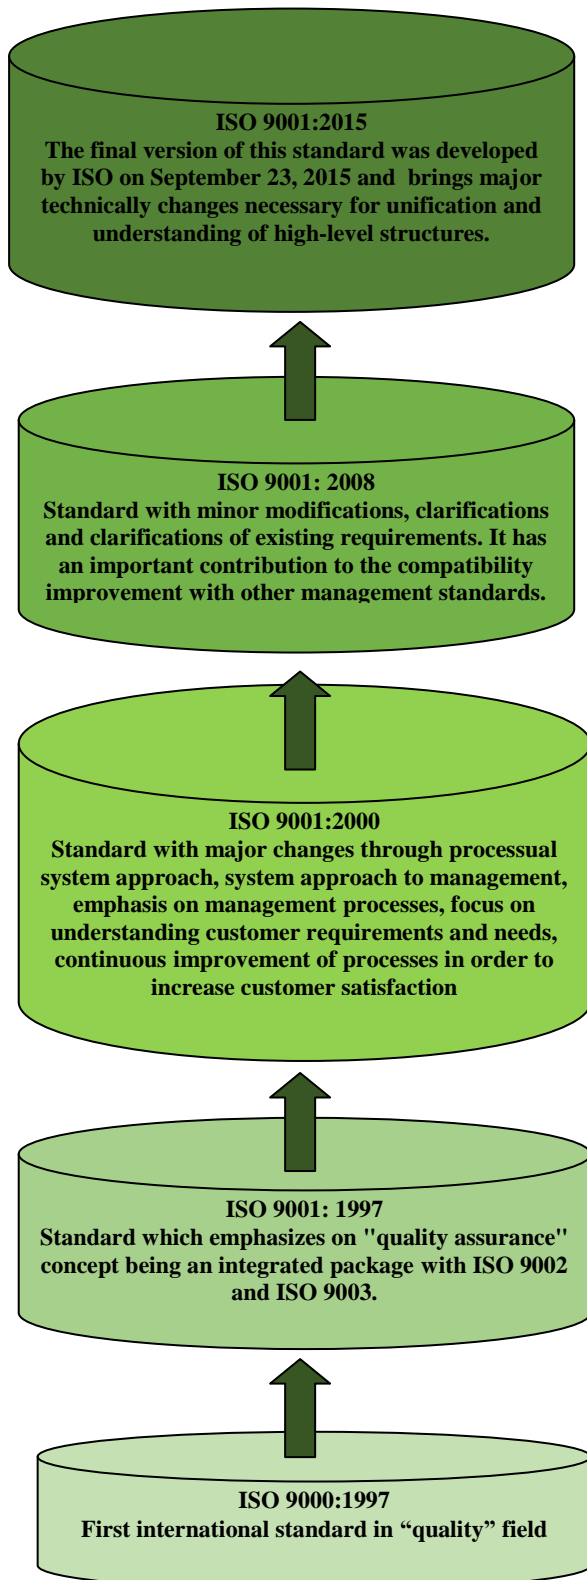 ISO 9001:2015
The final version of this standard was developed
by ISO on September 23, 2015 and brings major
technically changes necessary for unification and
understanding of high-level structures.
ISO 9001: 2008
Standard with minor modifications, clarifications
and clarifications of existing requirements. It has
an important contribution to the compatibility
improvement with other management standards.
ISO 9001:2000
Standard with major changes through processual
system approach, system approach to management,
emphasis on management processes, focus on
understanding customer requirements and needs,
continuous improvement of processes in order to
increase customer satisfaction
ISO 9001: 1997
Standard which emphasizes on "quality assurance"
concept being an integrated package with ISO 9002
and ISO 9003.
ISO 9000:1997
First international standard in “quality” field